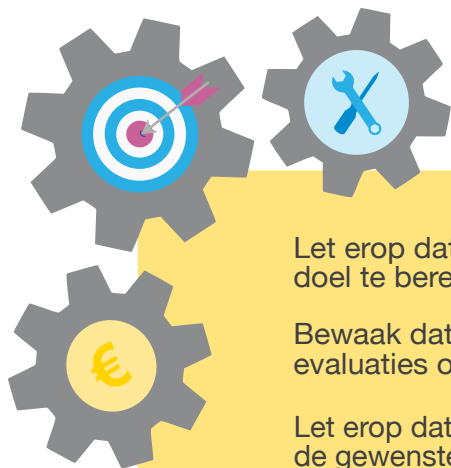 €
Let erop dat
doel te bere
Bewaak dat
evaluaties o
Let erop dat
de gewenste